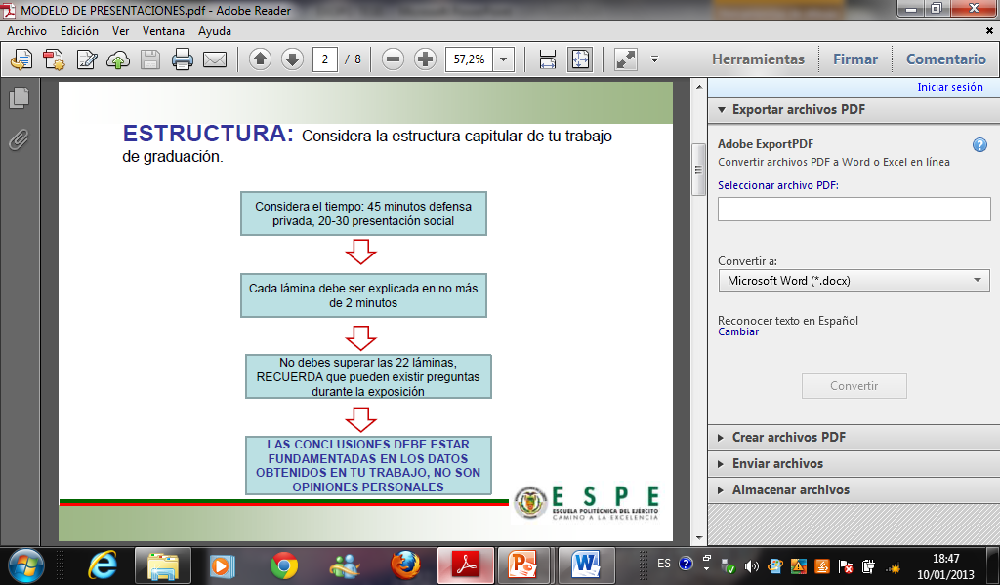 MODELO DE PRESENTACIONES.pdf - Adobe Reader
Archivo Edición Ver Ventana Ayuda
2 / 8 57,2% Herramientas Firmar Comentario
Iniciar sesión
ESTRUCTURA: Considera la estructura capitular de tu trabajo
de graduación.
Considera el tiempo: 45 minutos defensa
privada, 20-30 presentación social
Cada lámina debe ser explicada en no más
de 2 minutos
No debes superar las 22 láminas,
RECUERDA que pueden existir preguntas
durante la exposición
LAS CONCLUSIONES DEBE ESTAR
FUNDAMENTADAS EN LOS DATOS
OBTENIDOS EN TU TRABAJO, NO SON
OPINIONES PERSONALES
ESPE
ESCUELA POLITÉCNICA DEL EJÉRCITO
CAMINO A LA EXCELENCIA
Exportar archivos PDF
Adobe ExportPDF
Convertir archivos PDF a Word o Excel en línea
Seleccionar archivo PDF:
Convertir a:
Microsoft Word (*.docx)
Reconocer texto en Español
Cambiar
Convertir
Crear archivos PDF
Enviar archivos
Almacenar archivos
ES
18:47
10/01/2013